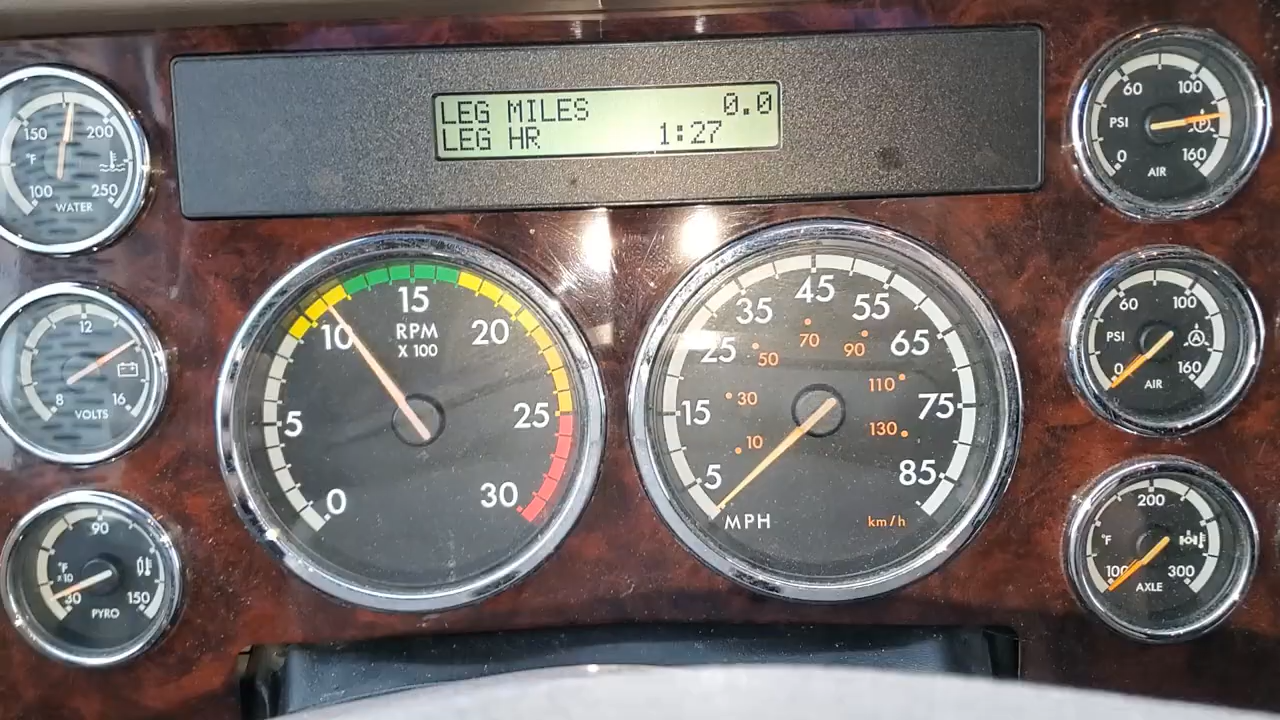 LEG MILES 0.0
LEG HR 1:27
150 200
°F
100 250
WATER
12
8 16
VOLTS
90
°F
x10
30 150
PYRO
15
10 20
RPM
X 100
5 25
0 30
45
35 55
25 65
15 75
5 85
MPH km/h
70
50 90
30 110
10 130
60 100
PSI P
0 160
AIR
60 100
PSI A
0 160
AIR
200
°F
100 300
AXLE